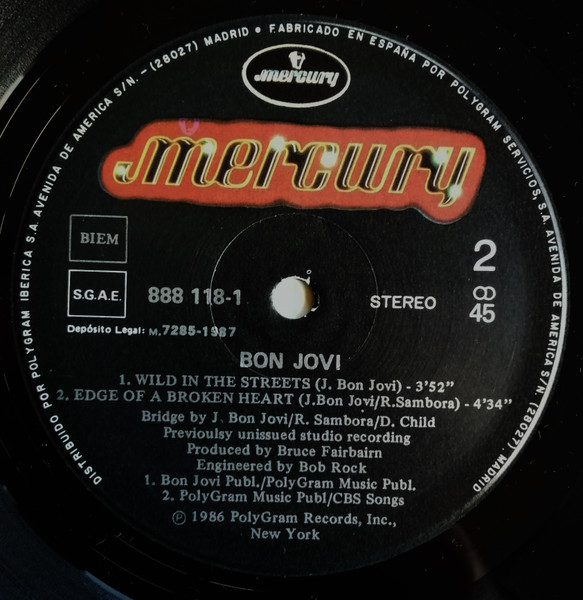 DISTRIBUIDO POR POLYGRAM IBERICA S.A. AVENIDA DE AMERICA S/N. - (28027) MADRID • FABRICADO EN ESPAÑA POR POLYGRAM SERVICIOS, S.A. AVENIDA DE AMERICA S/N. (28027) MADRID
mercury
mercury
BIEM
2
S.G.A.E.
888 118-1
STEREO
45
Depósito Legal: M.7285-1987
BON JOVI
1. WILD IN THE STREETS (J. Bon Jovi) - 3'52"
2. EDGE OF A BROKEN HEART (J.Bon Jovi/R.Sambora) - 4'34"
Bridge by J. Bon Jovi/R. Sambora/D. Child
Previoulsy unissued studio recording
Produced by Bruce Fairbairn
Engineered by Bob Rock
1. Bon Jovi Publ./PolyGram Music Publ.
2. PolyGram Music Publ/CBS Songs
Ⓟ 1986 PolyGram Records, Inc.,
New York